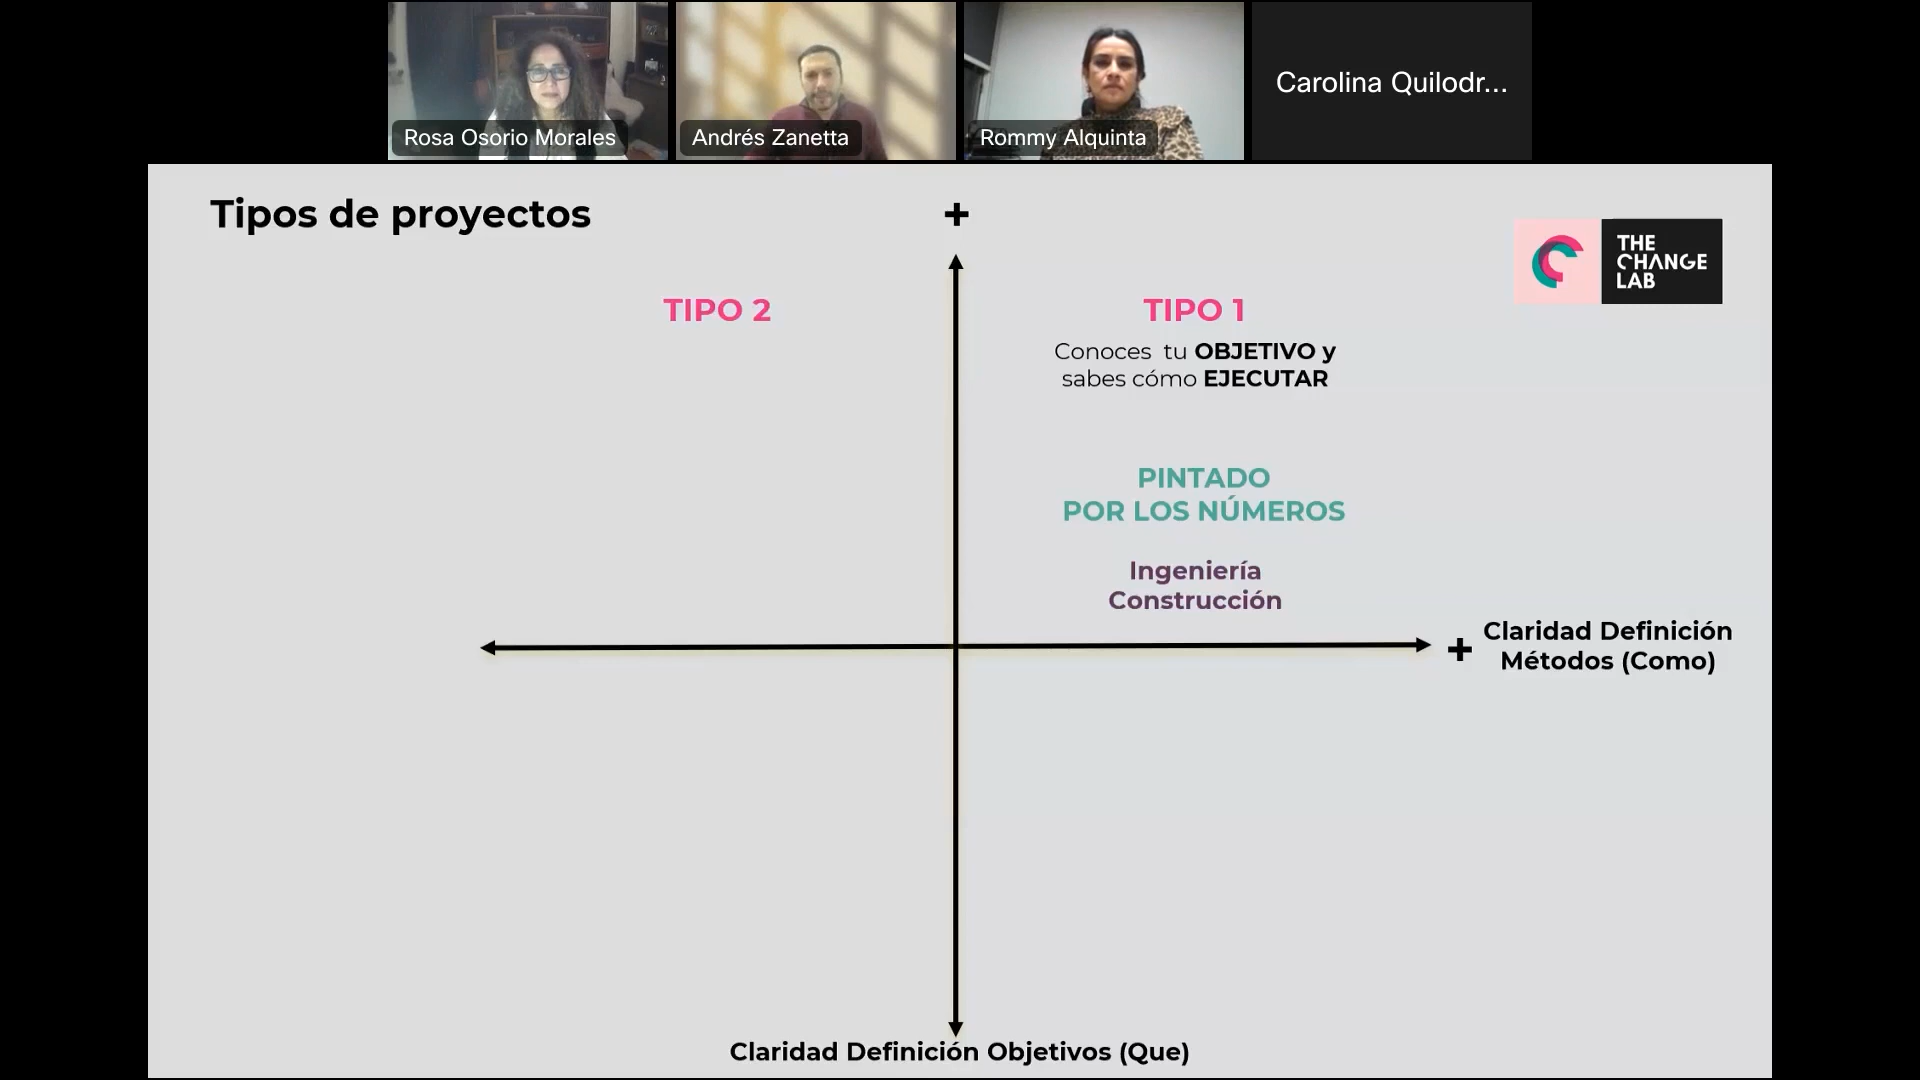 Rosa Osorio Morales
Andrés Zanetta
Rommy Alquinta
Carolina Quilodr...
Tipos de proyectos
+
THE
CHANGE
LAB
TIPO 2
TIPO 1
Conoces tu OBJETIVO y
sabes cómo EJECUTAR
PINTADO
POR LOS NÚMEROS
Ingeniería
Construcción
+
Claridad Definición
Métodos (Como)
Claridad Definición Objetivos (Que)